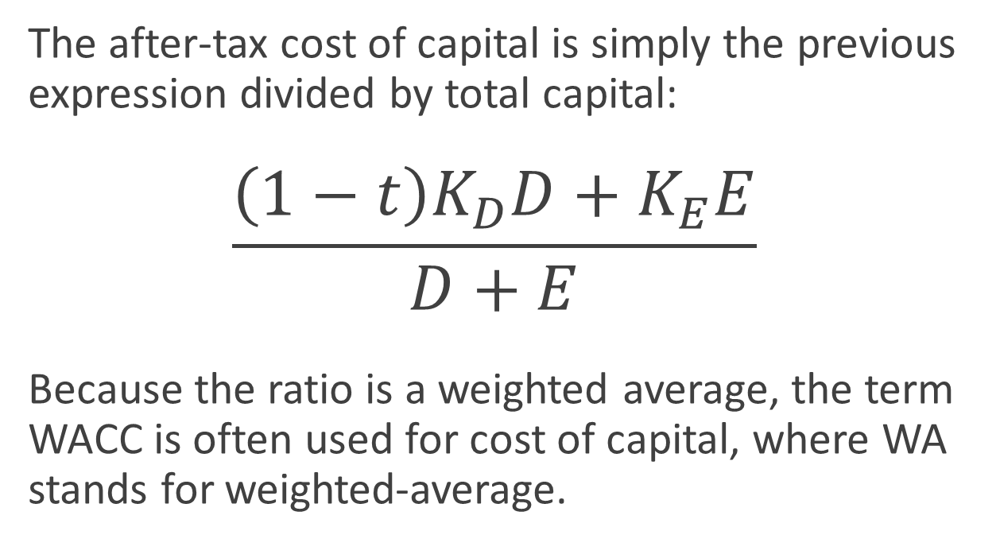 The after-tax cost of capital is simply the previous
expression divided by total capital:
(1 − t)K_D D + K_E E
D + E
Because the ratio is a weighted average, the term
WACC is often used for cost of capital, where WA
stands for weighted-average.